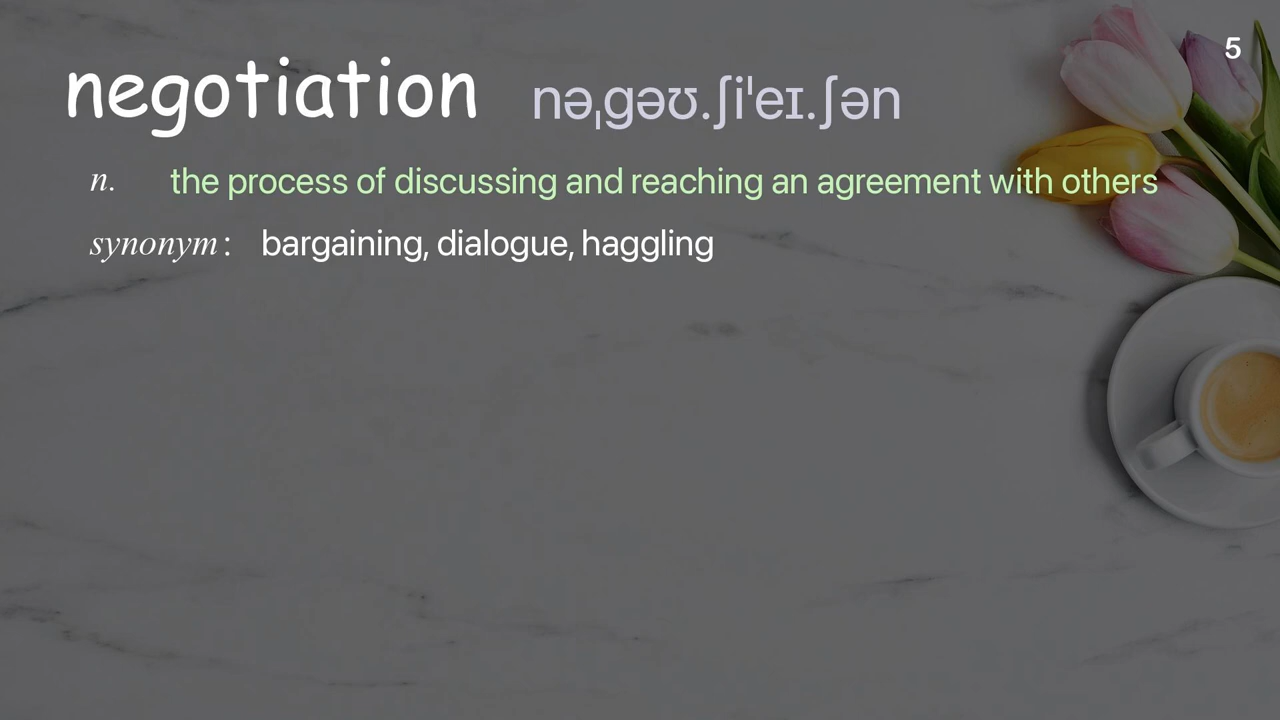 5
negotiation nəˌɡəʊ.ʃiˈeɪ.ʃən
n. the process of discussing and reaching an agreement with others
synonym: bargaining, dialogue, haggling